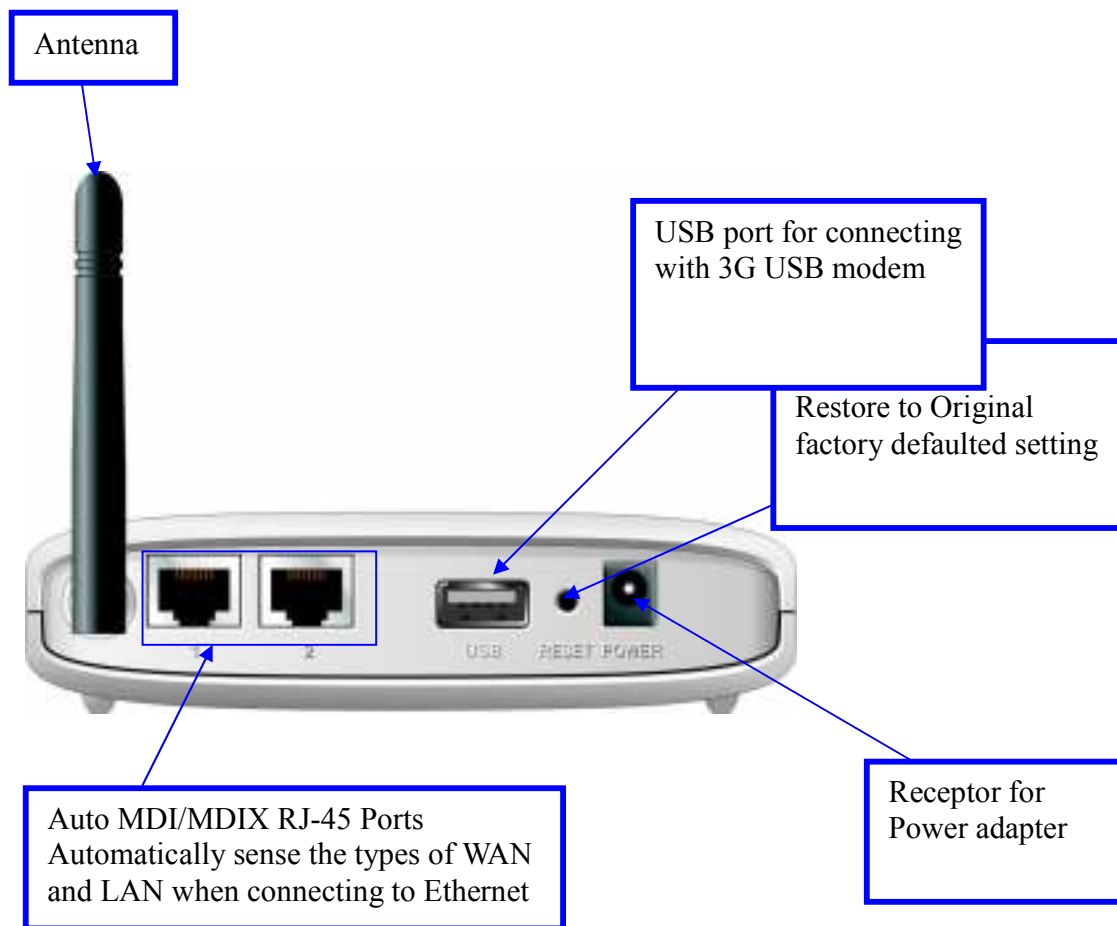 Antenna
USB port for connecting
with 3G USB modem
Restore to Original
factory defaulted setting
1 2 USB RESET POWER
Auto MDI/MDIX RJ-45 Ports
Automatically sense the types of WAN
and LAN when connecting to Ethernet
Receptor for
Power adapter